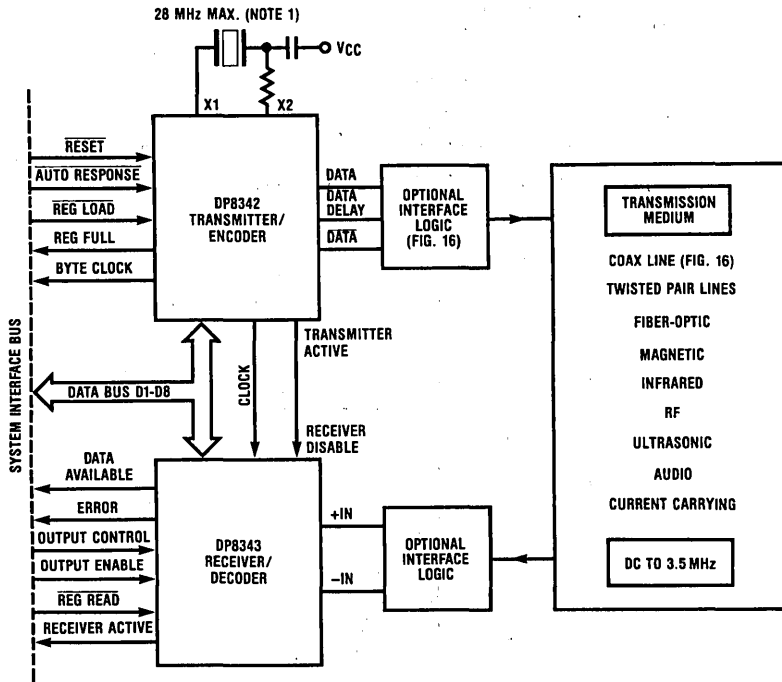 28 MHz MAX. (NOTE 1)
VCC
X1
X2
RESET
AUTO RESPONSE
REG LOAD
REG FULL
BYTE CLOCK
DP8342
TRANSMITTER/
ENCODER
DATA
DATA
DELAY
DATA
OPTIONAL
INTERFACE
LOGIC
(FIG. 16)
TRANSMISSION
MEDIUM
COAX LINE (FIG. 16)
TWISTED PAIR LINES
FIBER-OPTIC
MAGNETIC
INFRARED
RF
ULTRASONIC
AUDIO
CURRENT CARRYING
DC TO 3.5 MHz
SYSTEM INTERFACE BUS
DATA BUS D1-D8
CLOCK
TRANSMITTER
ACTIVE
RECEIVER
DISABLE
DATA
AVAILABLE
ERROR
OUTPUT CONTROL
OUTPUT ENABLE
REG READ
RECEIVER ACTIVE
DP8343
RECEIVER/
DECODER
+IN
-IN
OPTIONAL
INTERFACE
LOGIC